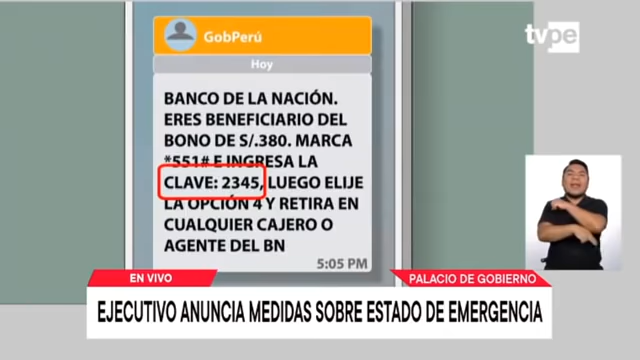 GobPerú
tvpe
Hoy
BANCO DE LA NACIÓN.
ERES BENEFICIARIO DEL
BONO DE S/.380. MARCA
*551# E INGRESA LA
CLAVE: 2345, LUEGO ELIJE
LA OPCIÓN 4 Y RETIRA EN
CUALQUIER CAJERO O
AGENTE DEL BN
5:05 PM
EN VIVO
PALACIO DE GOBIERNO
EJECUTIVO ANUNCIA MEDIDAS SOBRE ESTADO DE EMERGENCIA